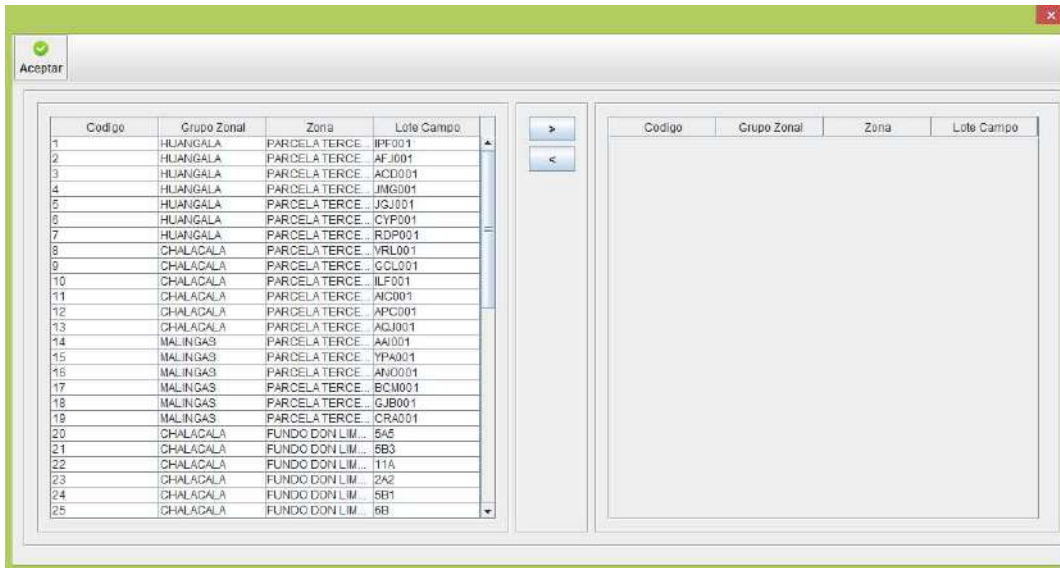 ×
Aceptar
Codigo Grupo Zonal Zona Lote Campo > Codigo Grupo Zonal Zona Lote Campo
<
1 HUANGALA PARCELA TERCE... IPF001
2 HUANGALA PARCELA TERCE... AFJ001
3 HUANGALA PARCELA TERCE... ACD001
4 HUANGALA PARCELA TERCE... JMG001
5 HUANGALA PARCELA TERCE... JGJ001
6 HUANGALA PARCELA TERCE... CYP001
7 HUANGALA PARCELA TERCE... RDP001
8 CHALACALA PARCELA TERCE... VRL001
9 CHALACALA PARCELA TERCE... GCL001
10 CHALACALA PARCELA TERCE... ILF001
11 CHALACALA PARCELA TERCE... AIC001
12 CHALACALA PARCELA TERCE... APC001
13 CHALACALA PARCELA TERCE... AQJ001
14 MALINGAS PARCELA TERCE... AAI001
15 MALINGAS PARCELA TERCE... YPA001
16 MALINGAS PARCELA TERCE... ANO001
17 MALINGAS PARCELA TERCE... BCM001
18 MALINGAS PARCELA TERCE... GJB001
19 MALINGAS PARCELA TERCE... CRA001
20 CHALACALA FUNDO DON LIM... 5A5
21 CHALACALA FUNDO DON LIM... 5B3
22 CHALACALA FUNDO DON LIM... 11A
23 CHALACALA FUNDO DON LIM... 2A2
24 CHALACALA FUNDO DON LIM... 5B1
25 CHALACALA FUNDO DON LIM... 6B